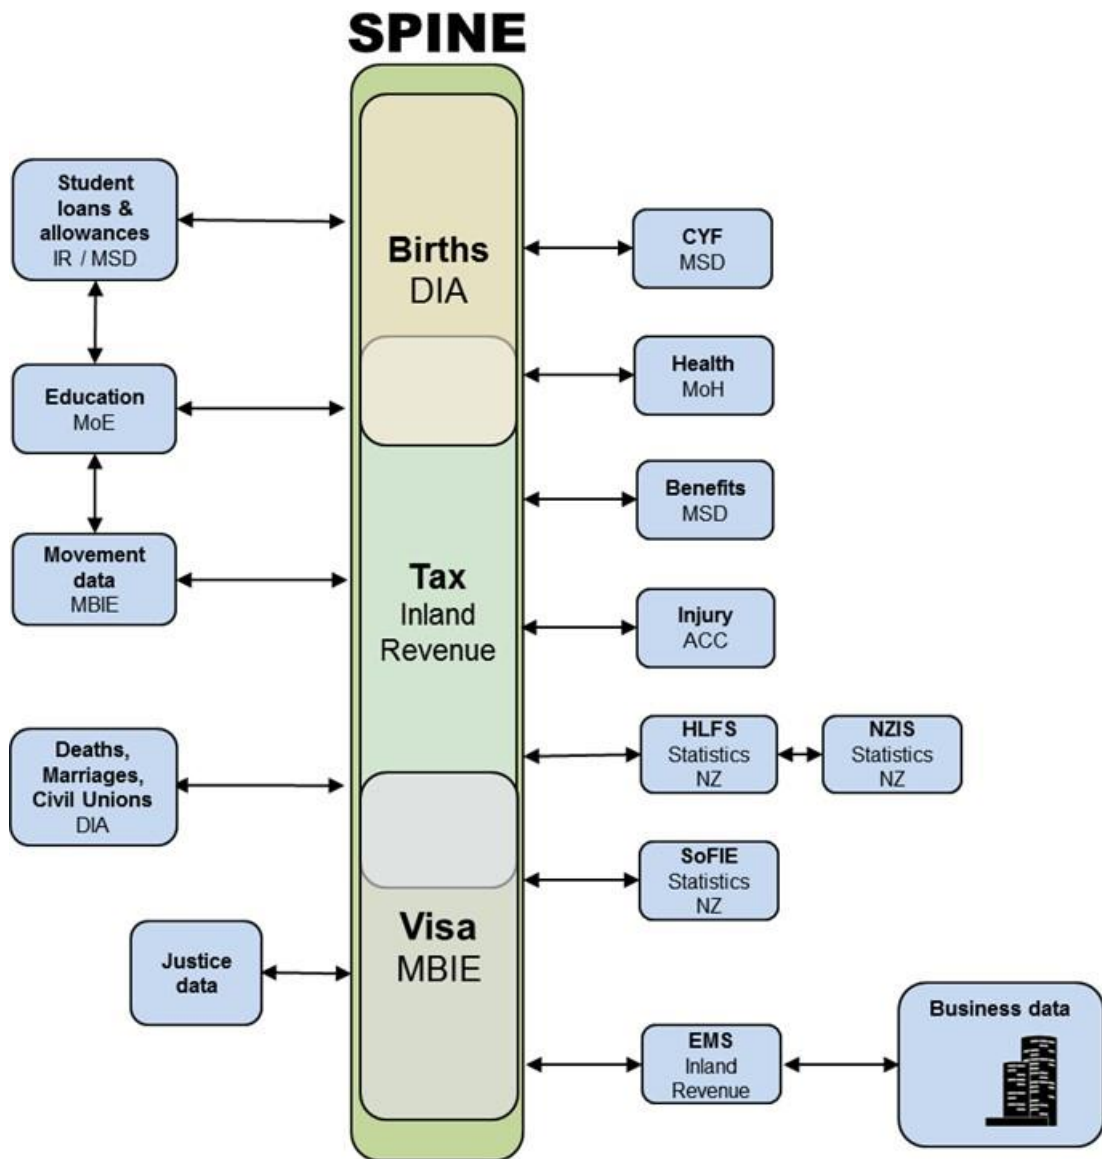 SPINE
Student
loans &
allowances
IR / MSD
Education
MoE
Movement
data
MBIE
Deaths,
Marriages,
Civil Unions
DIA
Justice
data
Births
DIA
Tax
Inland
Revenue
Visa
MBIE
CYF
MSD
Health
MoH
Benefits
MSD
Injury
ACC
HLFS
Statistics
NZ
NZIS
Statistics
NZ
SoFIE
Statistics
NZ
EMS
Inland
Revenue
Business data